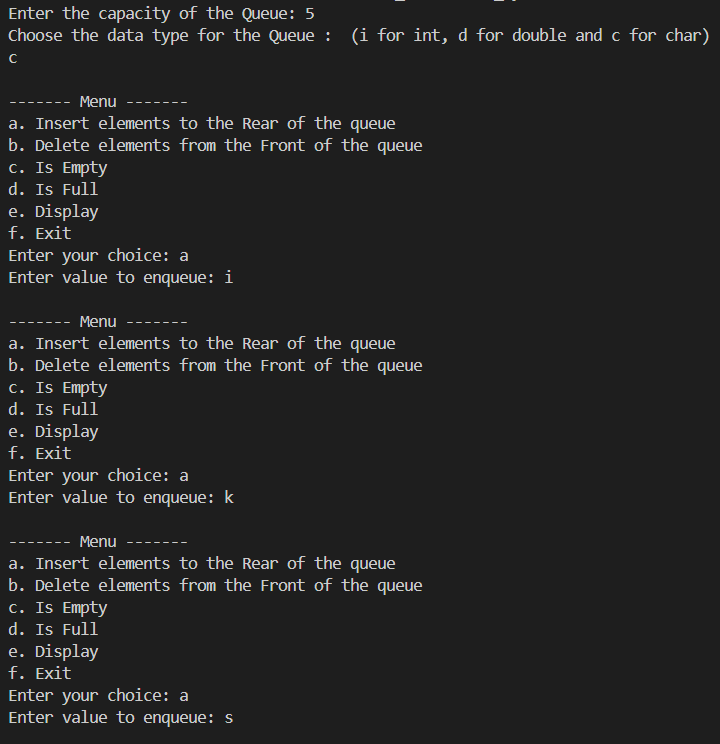 Enter the capacity of the Queue: 5
Choose the data type for the Queue :  (i for int, d for double and c for char)
c

------- Menu -------
a. Insert elements to the Rear of the queue
b. Delete elements from the Front of the queue
c. Is Empty
d. Is Full
e. Display
f. Exit
Enter your choice: a
Enter value to enqueue: i

------- Menu -------
a. Insert elements to the Rear of the queue
b. Delete elements from the Front of the queue
c. Is Empty
d. Is Full
e. Display
f. Exit
Enter your choice: a
Enter value to enqueue: k

------- Menu -------
a. Insert elements to the Rear of the queue
b. Delete elements from the Front of the queue
c. Is Empty
d. Is Full
e. Display
f. Exit
Enter your choice: a
Enter value to enqueue: s